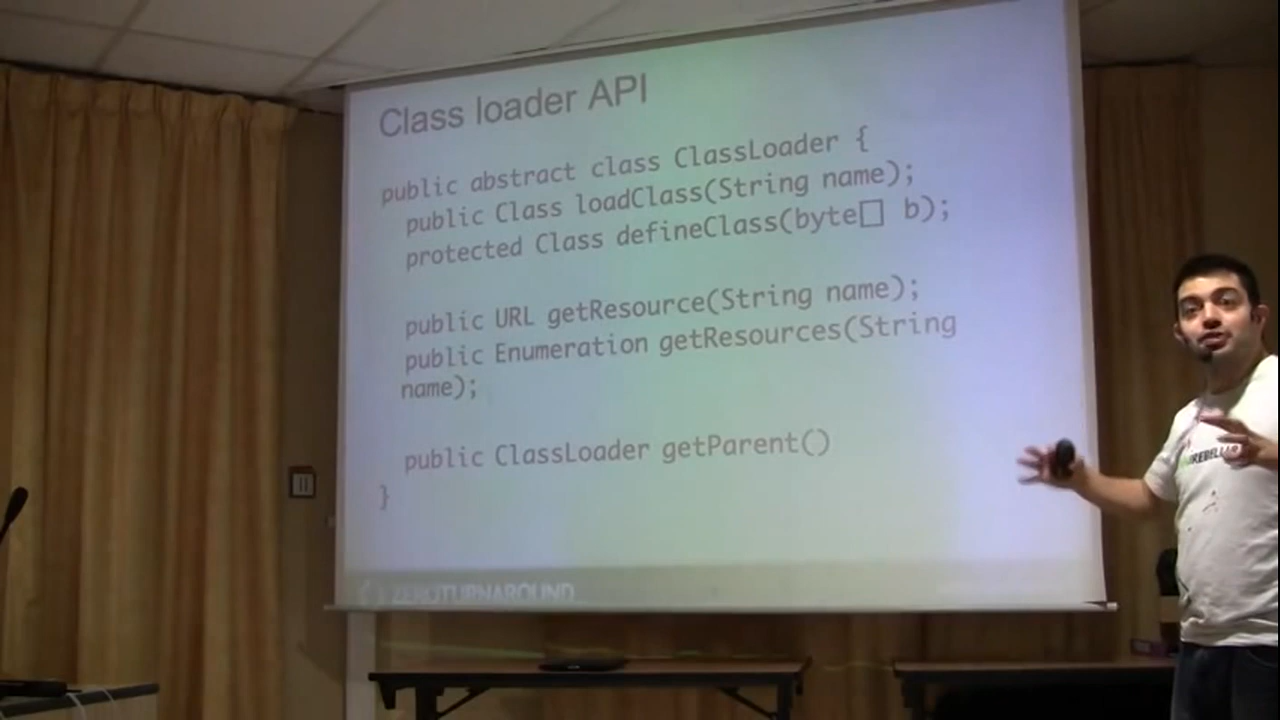 Class loader API
public abstract class ClassLoader {
public Class loadClass(String name);
protected Class defineClass(byte[] b);
public URL getResource(String name);
public Enumeration getResources(String
name);
public ClassLoader getParent()
}
ZEROTURNAROUND